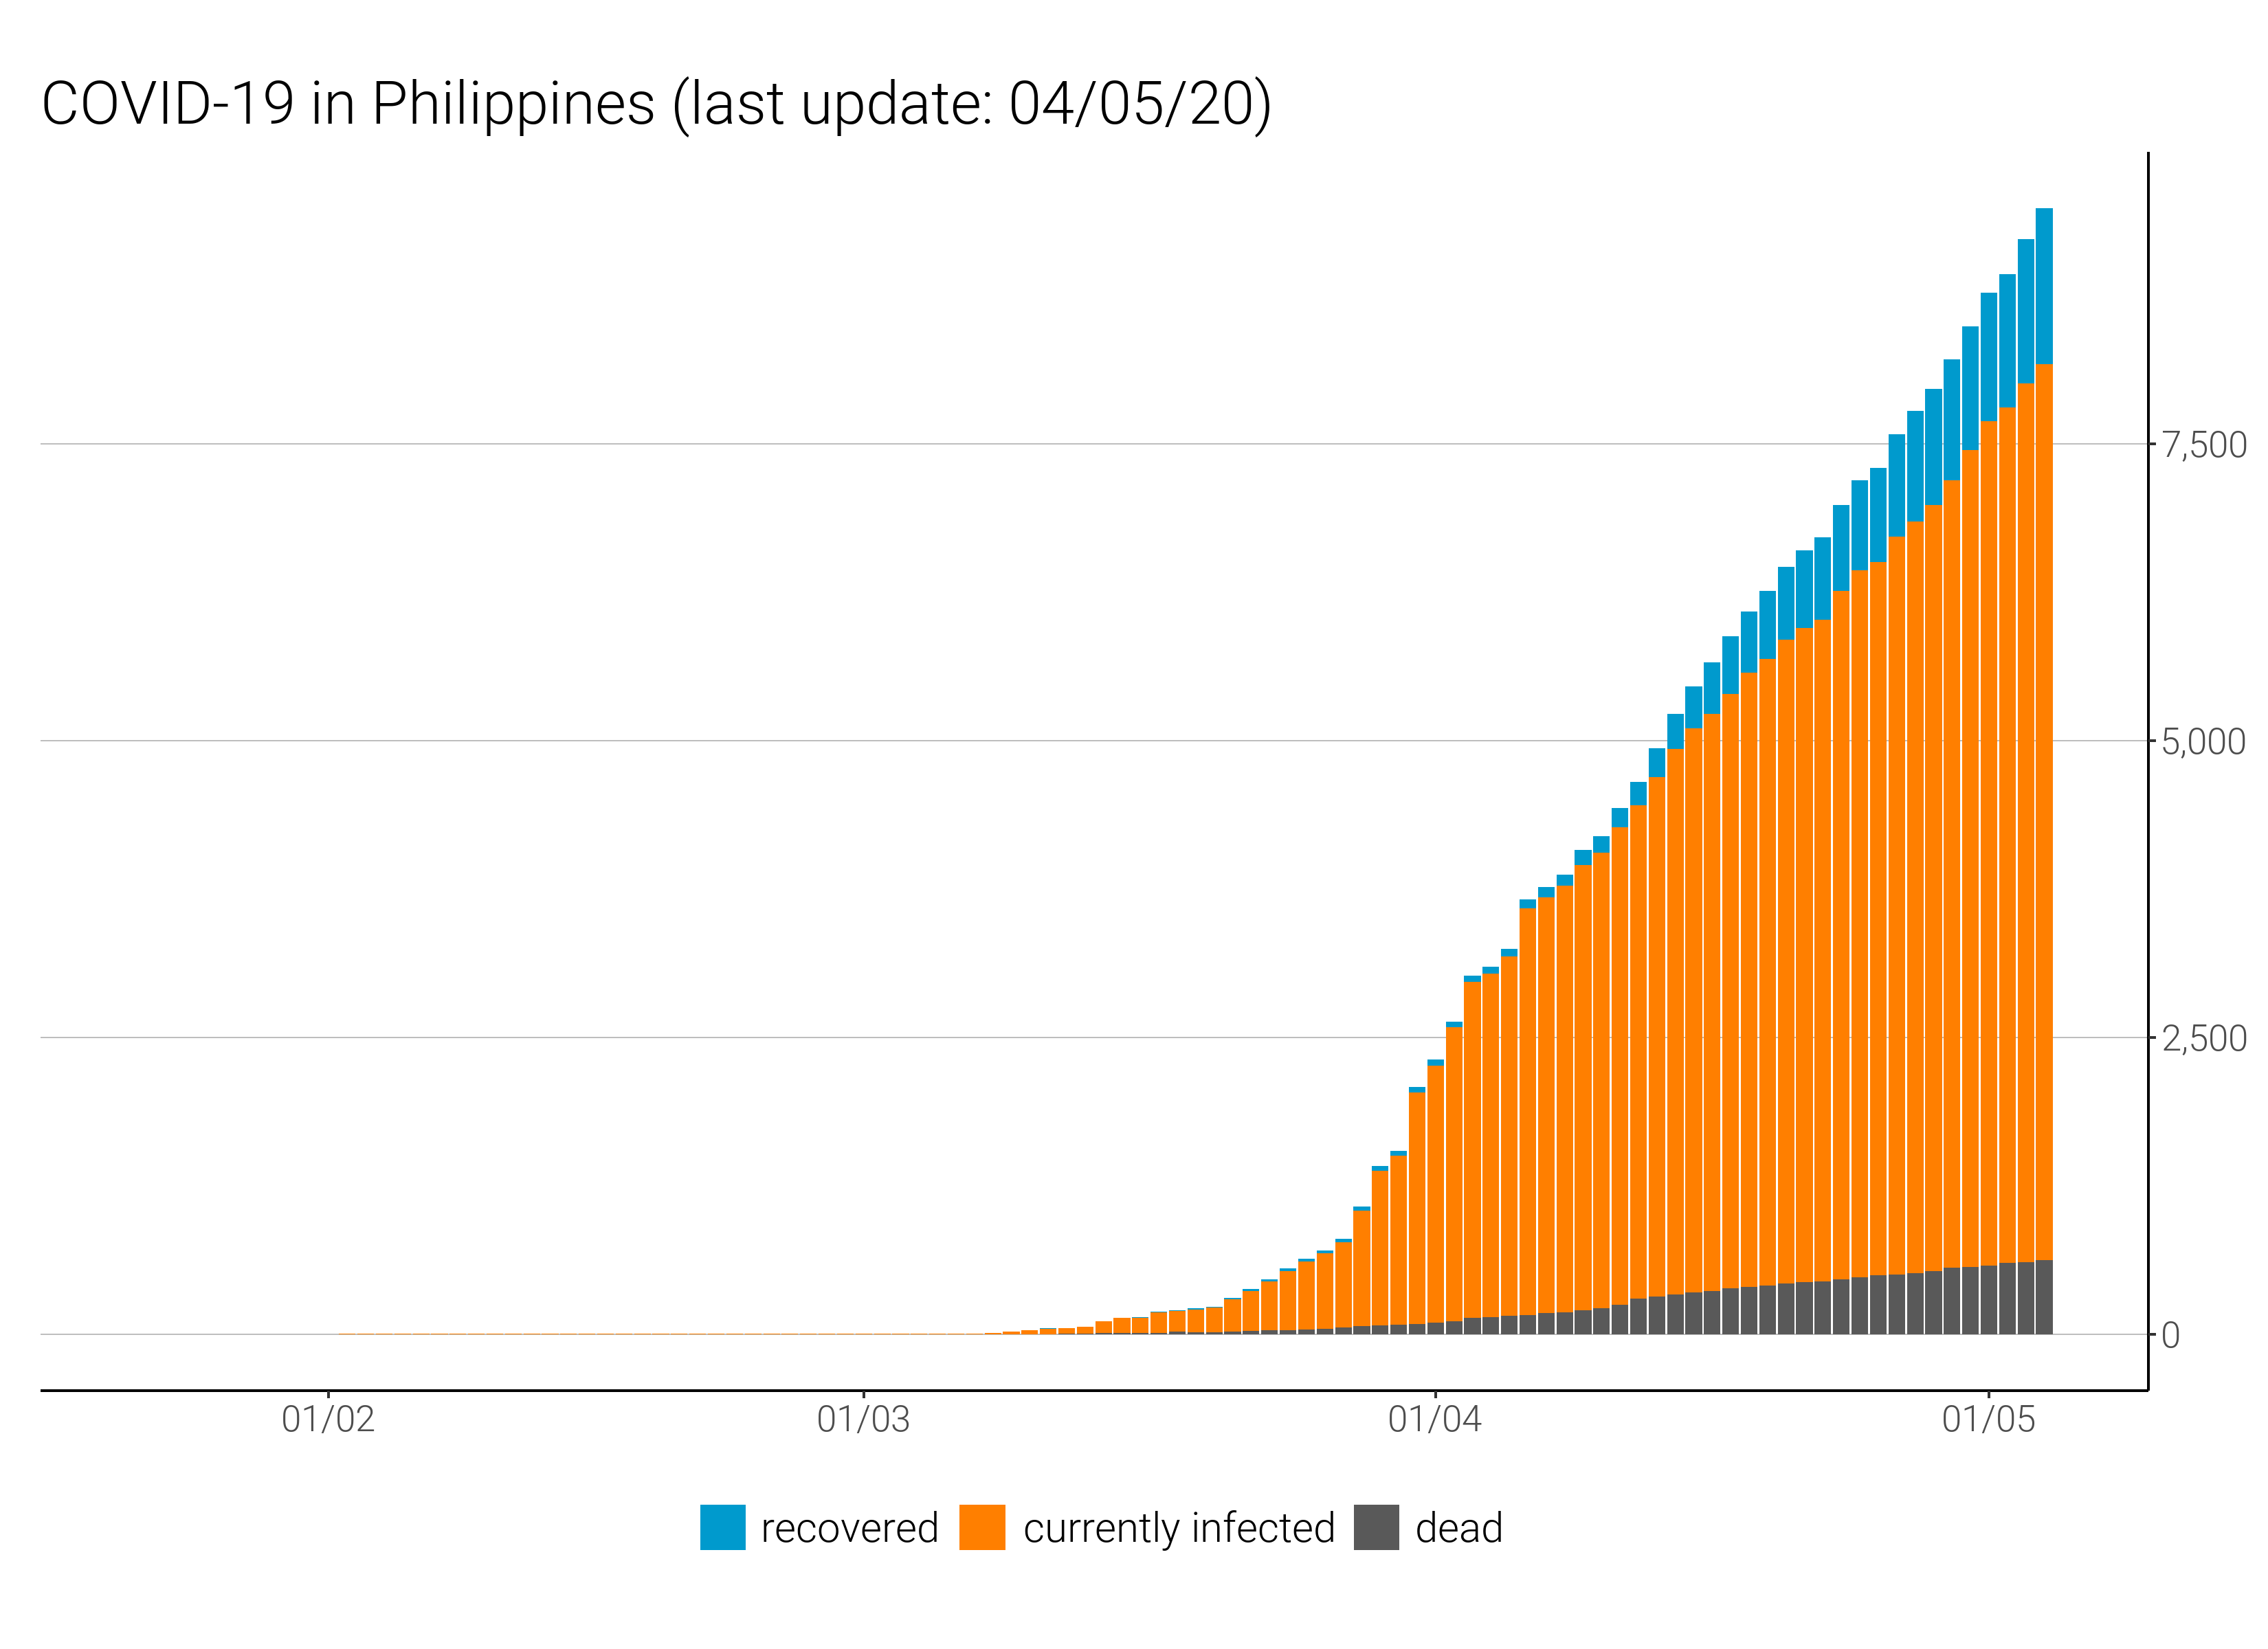 COVID-19 in Philippines (last update: 04/05/20)
7,500
5,000
2,500
0
01/02 01/03 01/04 01/05
recovered currently infected dead